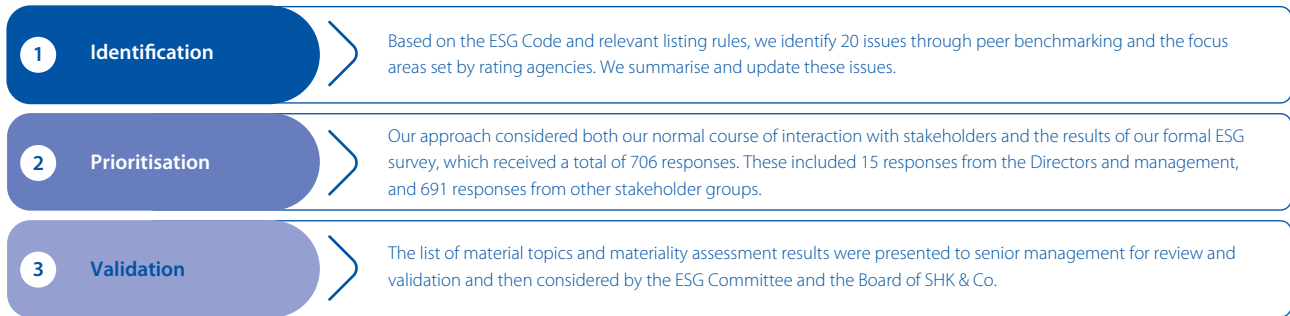 1
Identification
Based on the ESG Code and relevant listing rules, we identify 20 issues through peer benchmarking and the focus
areas set by rating agencies. We summarise and update these issues.
2
Prioritisation
Our approach considered both our normal course of interaction with stakeholders and the results of our formal ESG
survey, which received a total of 706 responses. These included 15 responses from the Directors and management,
and 691 responses from other stakeholder groups.
3
Validation
The list of material topics and materiality assessment results were presented to senior management for review and
validation and then considered by the ESG Committee and the Board of SHK & Co.